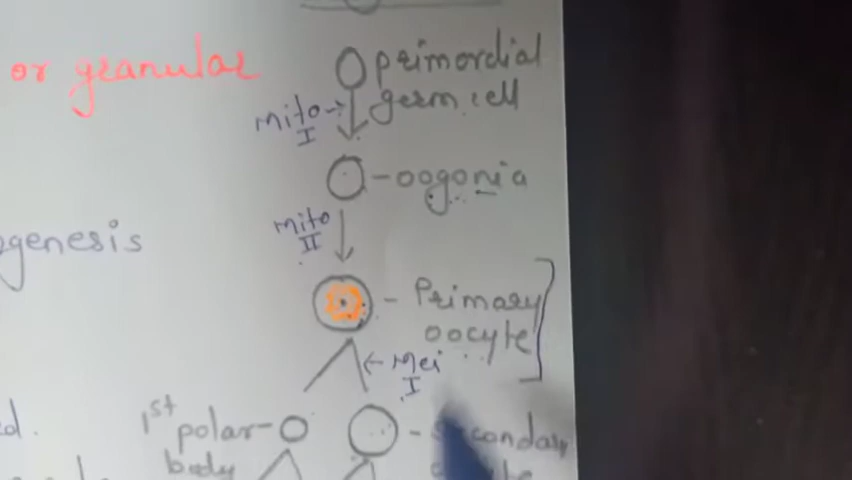 or granular
primordial
germ cell
mito
I
oogonia
mito
II
genesis
Primary
oocyte
Mei
I
1st polar
body
Secondary
d.